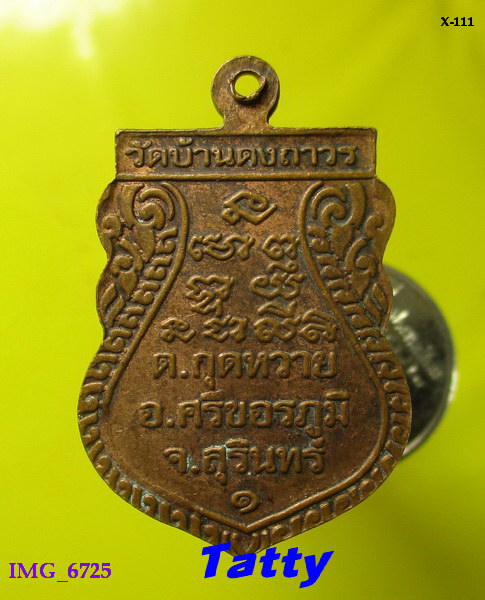 X-111
วัดบ้านดงถาวร
ต.กุดหวาย
อ.ศรีขอรภูมิ
จ.สุรินทร์
๑
IMG_6725
Tatty